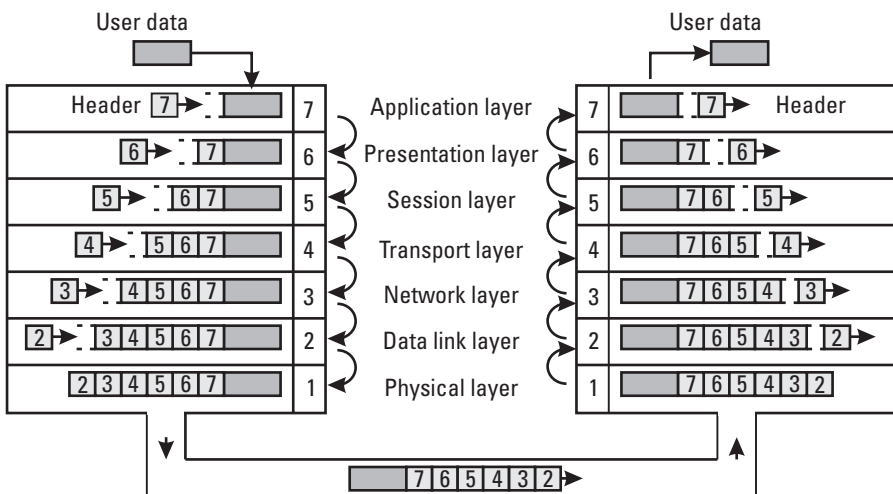 User data User data
Header 7 7 Application layer 7 7 Header
6 7 6 Presentation layer 6 7 6
5 6 7 5 Session layer 5 7 6 5
4 5 6 7 4 Transport layer 4 7 6 5 4
3 4 5 6 7 3 Network layer 3 7 6 5 4 3
2 3 4 5 6 7 2 Data link layer 2 7 6 5 4 3 2
2 3 4 5 6 7 1 Physical layer 1 7 6 5 4 3 2
7 6 5 4 3 2